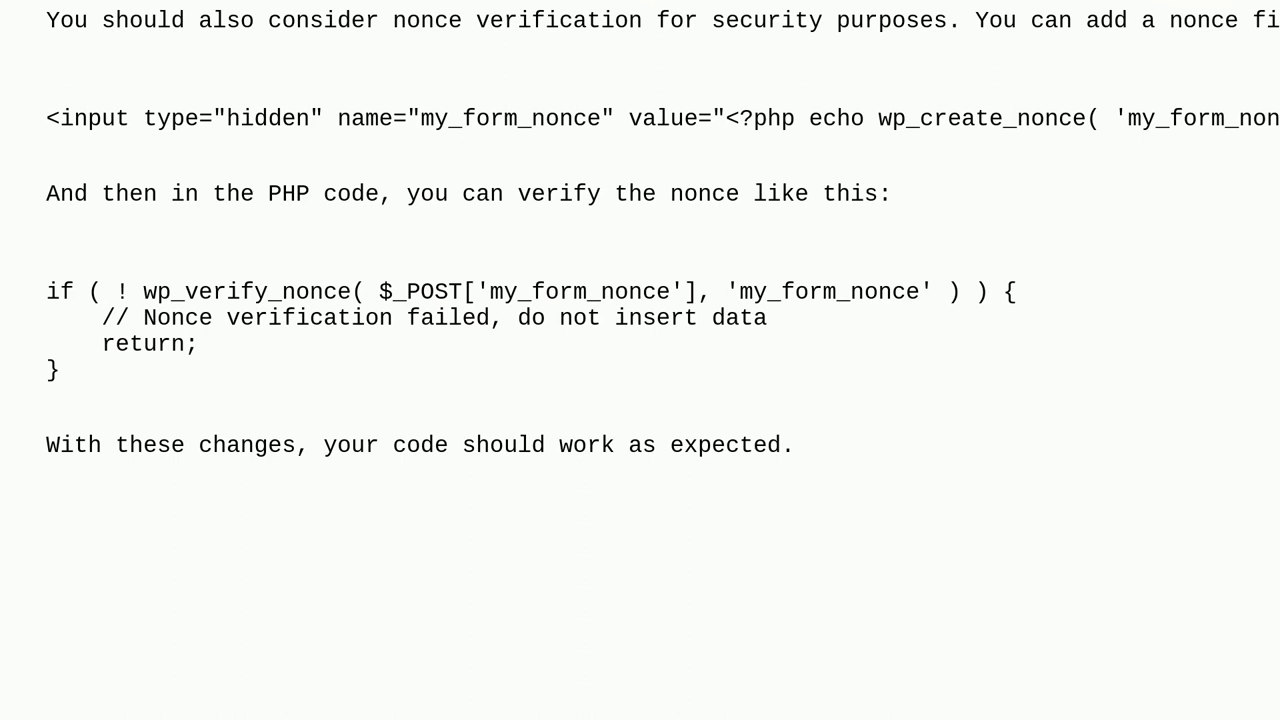 You should also consider nonce verification for security purposes. You can add a nonce fi
<input type="hidden" name="my_form_nonce" value="<?php echo wp_create_nonce( 'my_form_non
And then in the PHP code, you can verify the nonce like this:
if ( ! wp_verify_nonce( $_POST['my_form_nonce'], 'my_form_nonce' ) ) {
    // Nonce verification failed, do not insert data
    return;
}
With these changes, your code should work as expected.